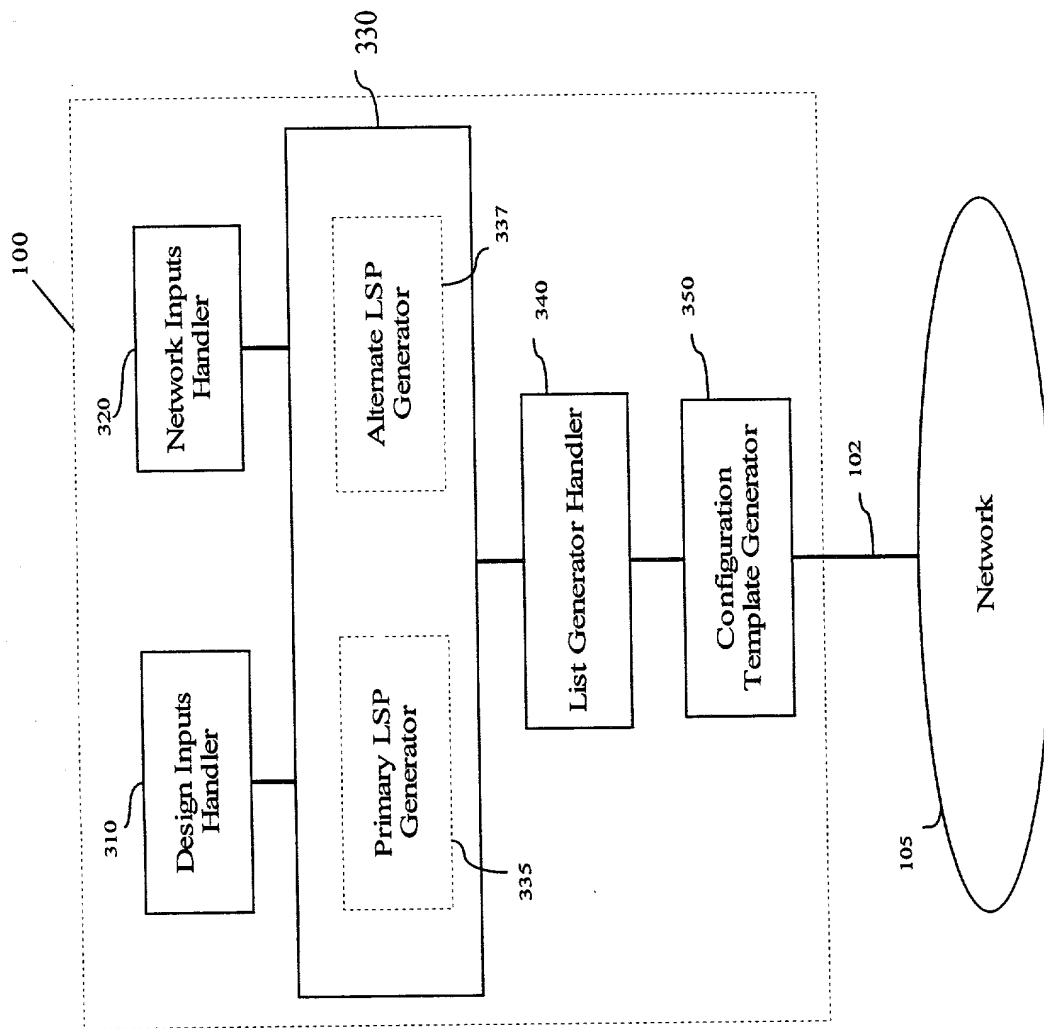 100
310
Design Inputs
Handler
320
Network Inputs
Handler
330
Primary LSP
Generator
335
Alternate LSP
Generator
337
List Generator Handler
340
Configuration
Template Generator
350
102
Network
105